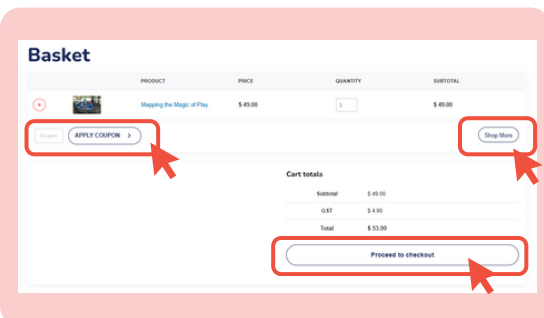 Basket
PRODUCT PRICE QUANTITY SUBTOTAL
× Mapping the Magic of Play $ 49.00 1 $ 49.00
Coupon APPLY COUPON > Shop More
Cart totals
Subtotal $ 49.00
GST $ 4.90
Total $ 53.90
Proceed to checkout